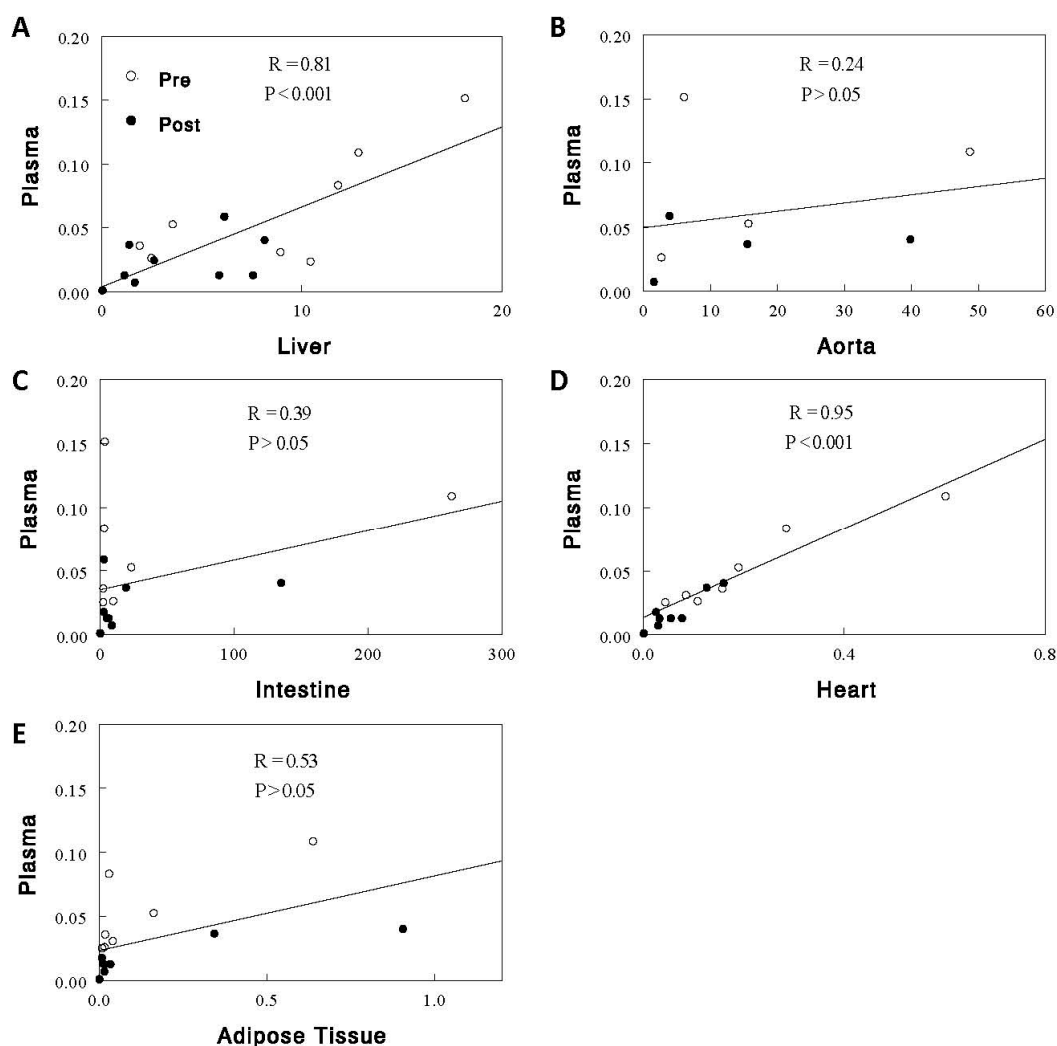 A
Plasma
0.20
0.15
0.10
0.05
0.00
Pre
Post
R = 0.81
P < 0.001
0
10
20
Liver
B
Plasma
0.20
0.15
0.10
0.05
0.00
R = 0.24
P > 0.05
0
10
20
30
40
50
60
Aorta
C
Plasma
0.20
0.15
0.10
0.05
0.00
R = 0.39
P > 0.05
0
100
200
300
Intestine
D
Plasma
0.20
0.15
0.10
0.05
0.00
R = 0.95
P < 0.001
0.0
0.4
0.8
Heart
E
Plasma
0.20
0.15
0.10
0.05
0.00
R = 0.53
P > 0.05
0.0
0.5
1.0
Adipose Tissue